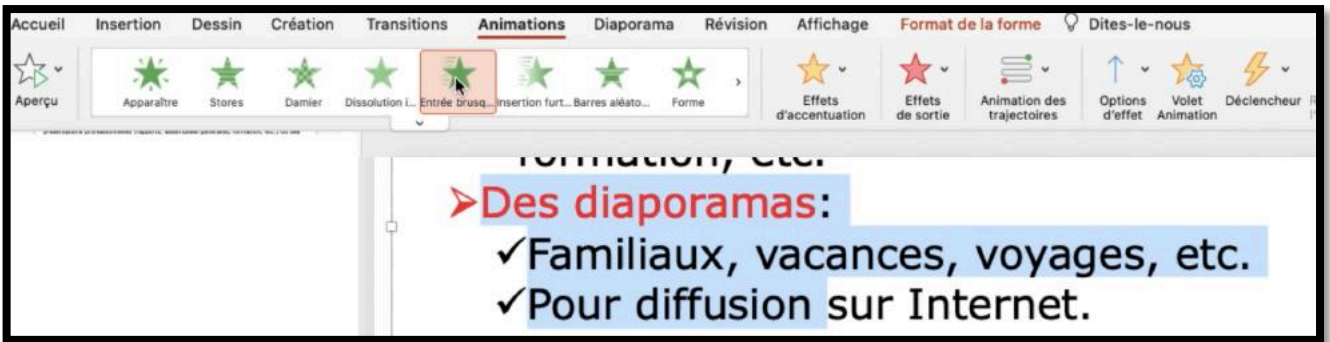 Accueil Insertion Dessin Création Transitions Animations Diaporama Révision Affichage Format de la forme Dites-le-nous
Aperçu Apparaître Stores Damier Dissolution i... Entrée brusq... Insertion furt... Barres aléato... Forme Effets d'accentuation Effets de sortie Animation des trajectoires Options d'effet Volet Animation Déclencheur
formation, etc.
➢Des diaporamas:
✓Familiaux, vacances, voyages, etc.
✓Pour diffusion sur Internet.